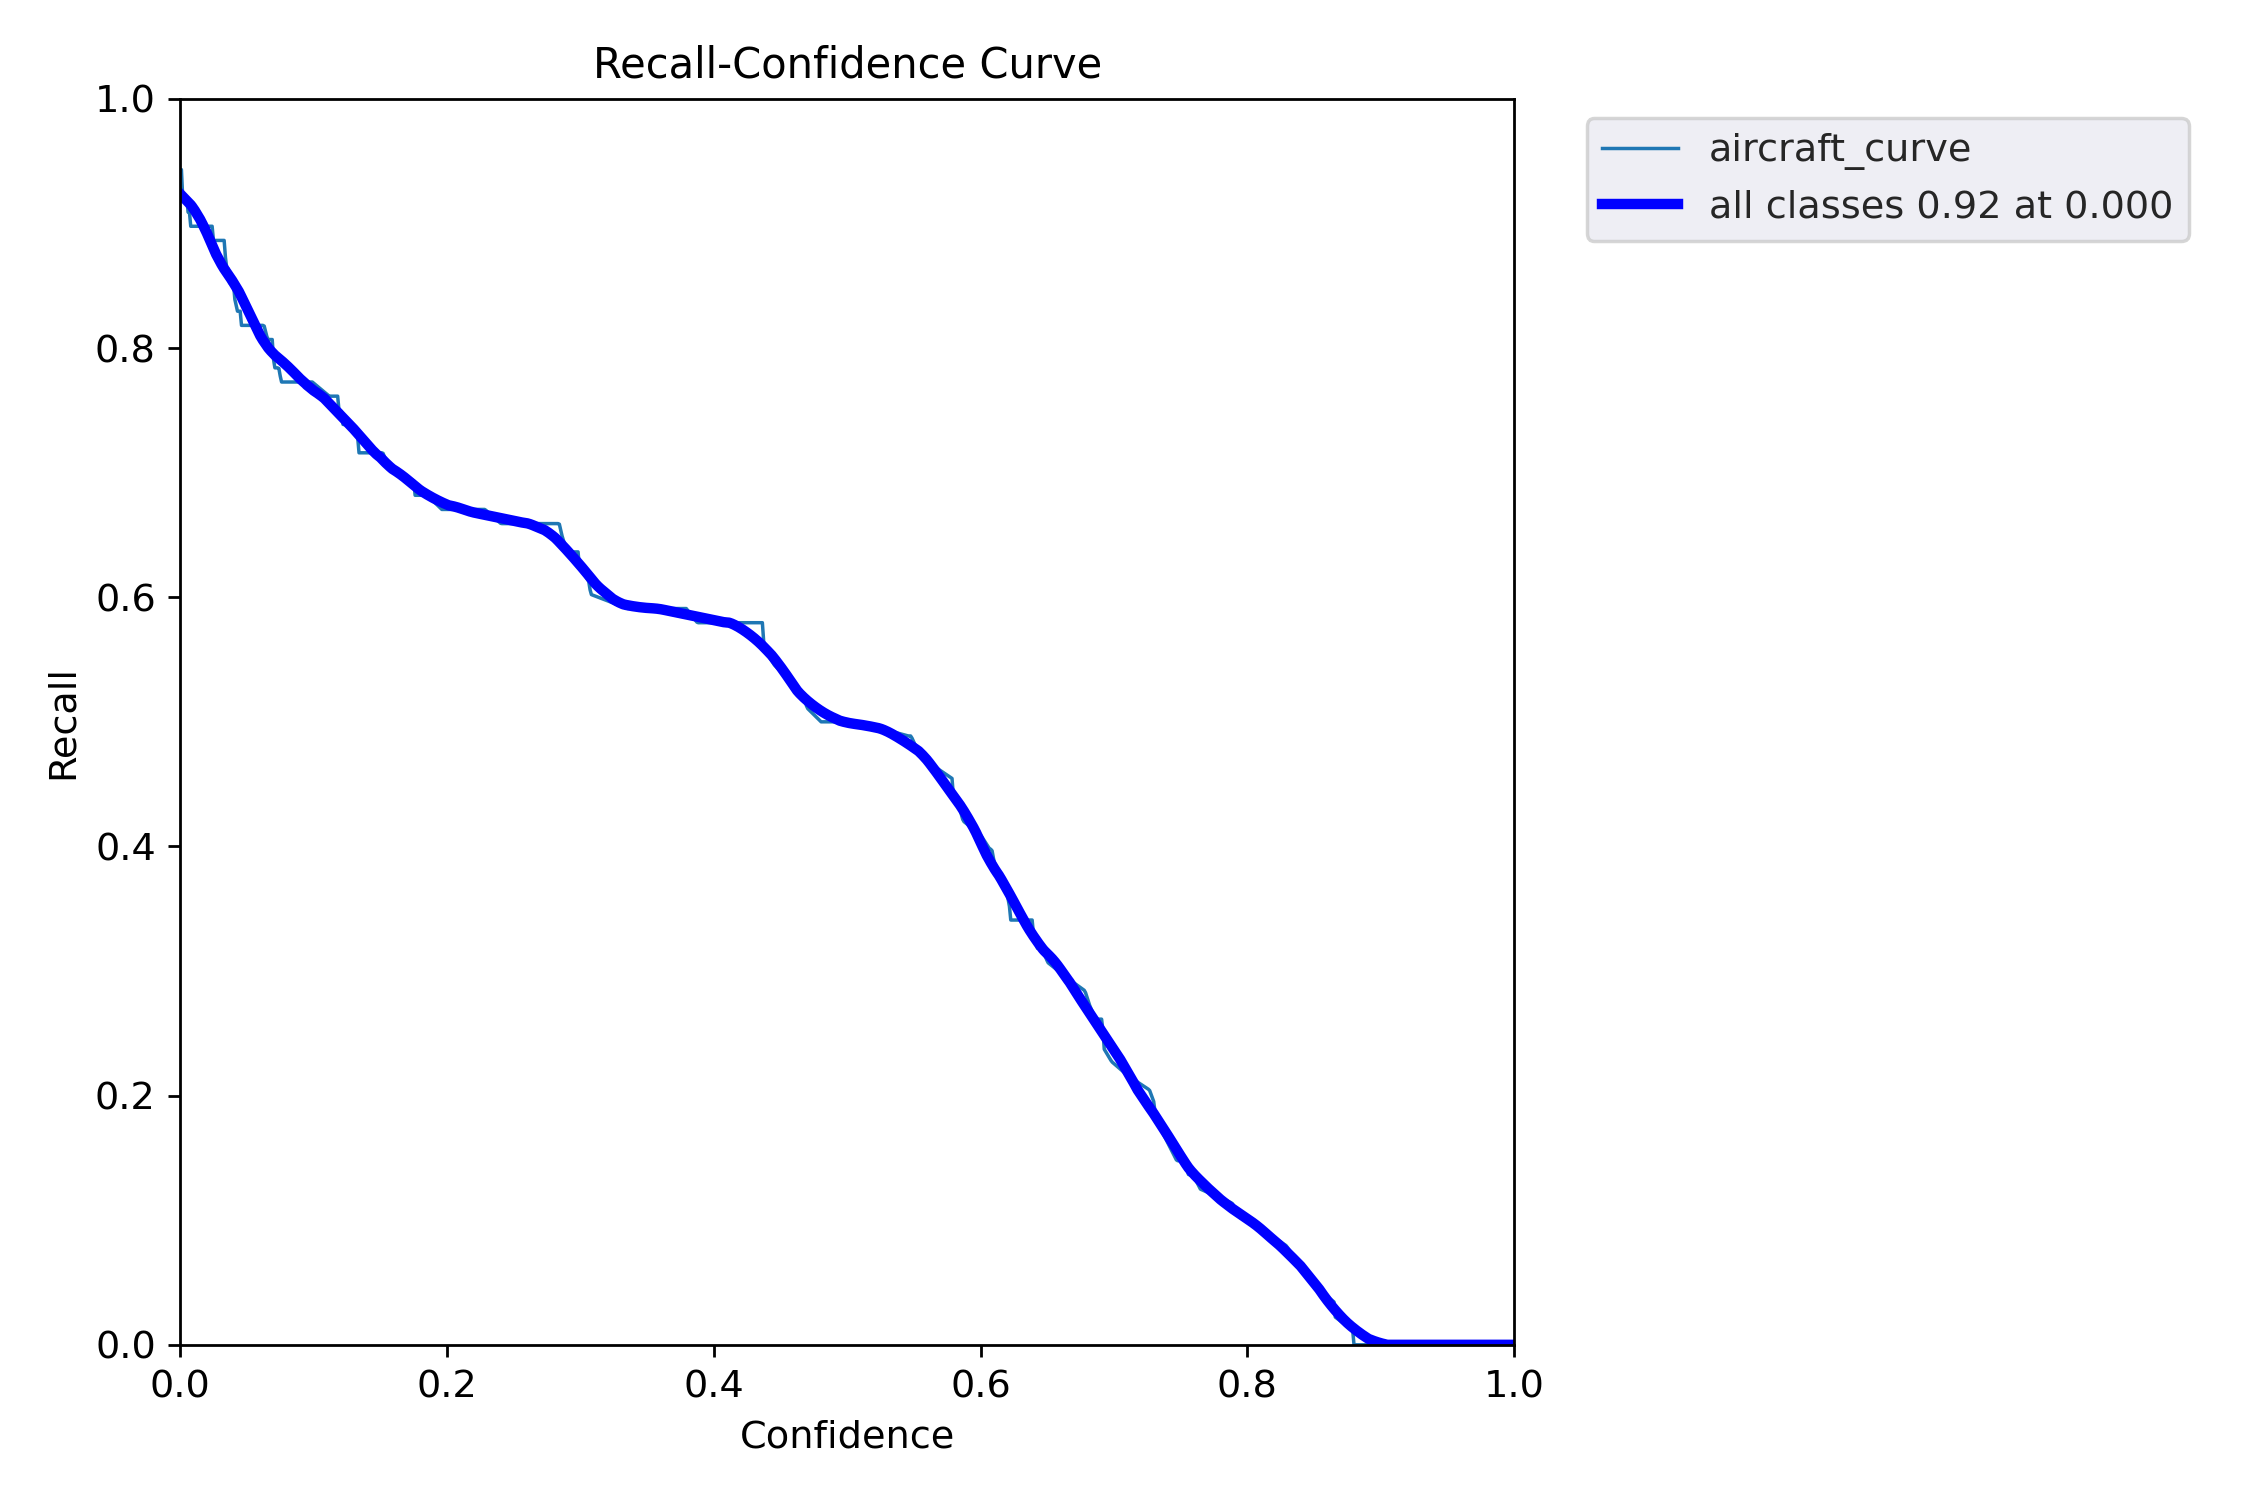 Recall-Confidence Curve
1.0
0.8
0.6
0.4
0.2
0.0
Recall
0.0 0.2 0.4 0.6 0.8 1.0
Confidence
aircraft_curve
all classes 0.92 at 0.000